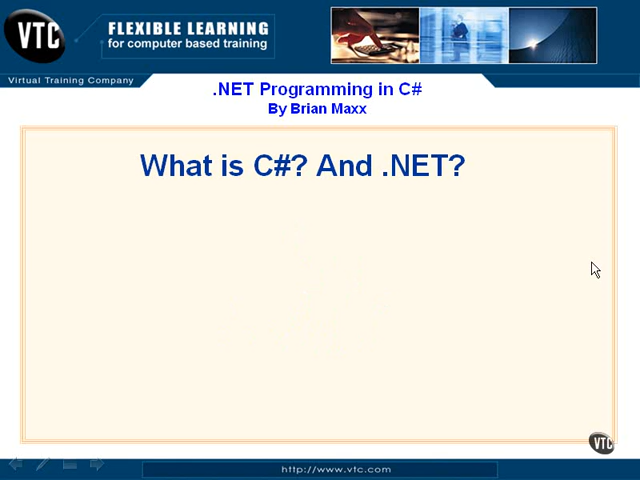 VTC
FLEXIBLE LEARNING
for computer based training
Virtual Training Company
.NET Programming in C#
By Brian Maxx
What is C#? And .NET?
VTC
http://www.vtc.com